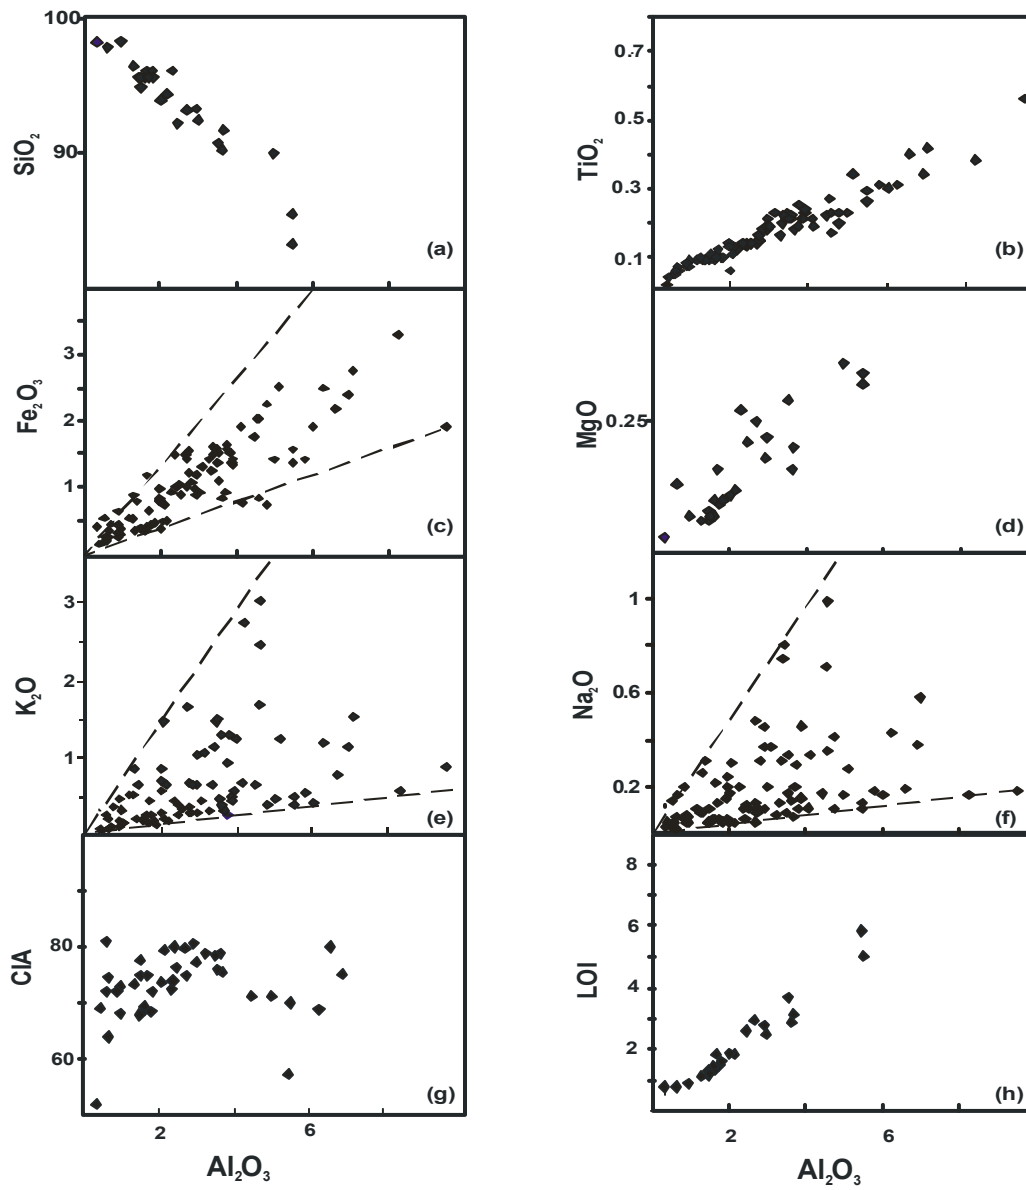 100
90
SiO₂
(a)
0.7
0.5
0.3
0.1
TiO₂
(b)
3
2
1
Fe₂O₃
(c)
0.25
MgO
(d)
3
2
1
K₂O
(e)
1
0.6
0.2
Na₂O
(f)
80
60
CIA
(g)
2
6
Al₂O₃
8
6
4
2
LOI
(h)
2
6
Al₂O₃